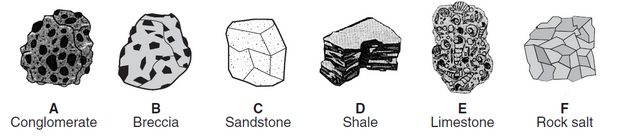 A B C D E F
Conglomerate Breccia Sandstone Shale Limestone Rock salt